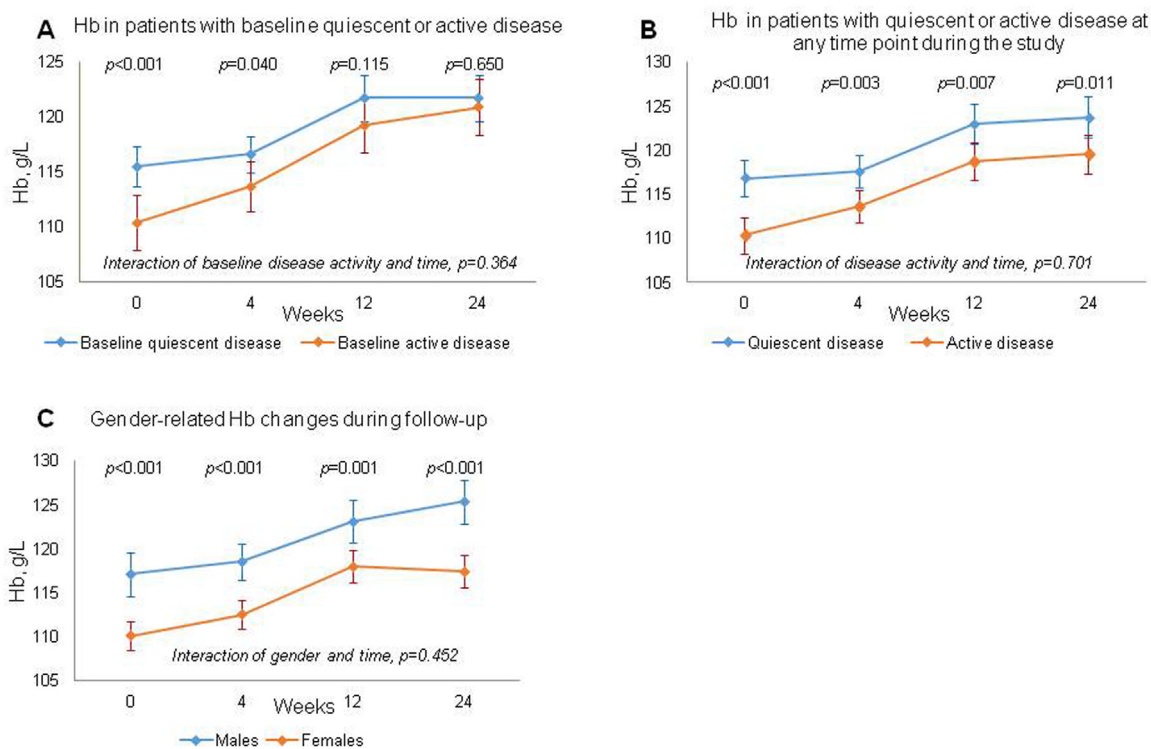 A Hb in patients with baseline quiescent or active disease
125
120
115
110
105
Hb, g/L
p<0.001 p=0.040 p=0.115 p=0.650
Interaction of baseline disease activity and time, p=0.364
0 4 12 24
Weeks
Baseline quiescent disease Baseline active disease
B Hb in patients with quiescent or active disease at
any time point during the study
130
125
120
115
110
105
Hb, g/L
p<0.001 p=0.003 p=0.007 p=0.011
Interaction of disease activity and time, p=0.701
0 4 12 24
Weeks
Quiescent disease Active disease
C Gender-related Hb changes during follow-up
130
125
120
115
110
105
Hb, g/L
p<0.001 p<0.001 p=0.001 p<0.001
Interaction of gender and time, p=0.452
0 4 12 24
Weeks
Males Females